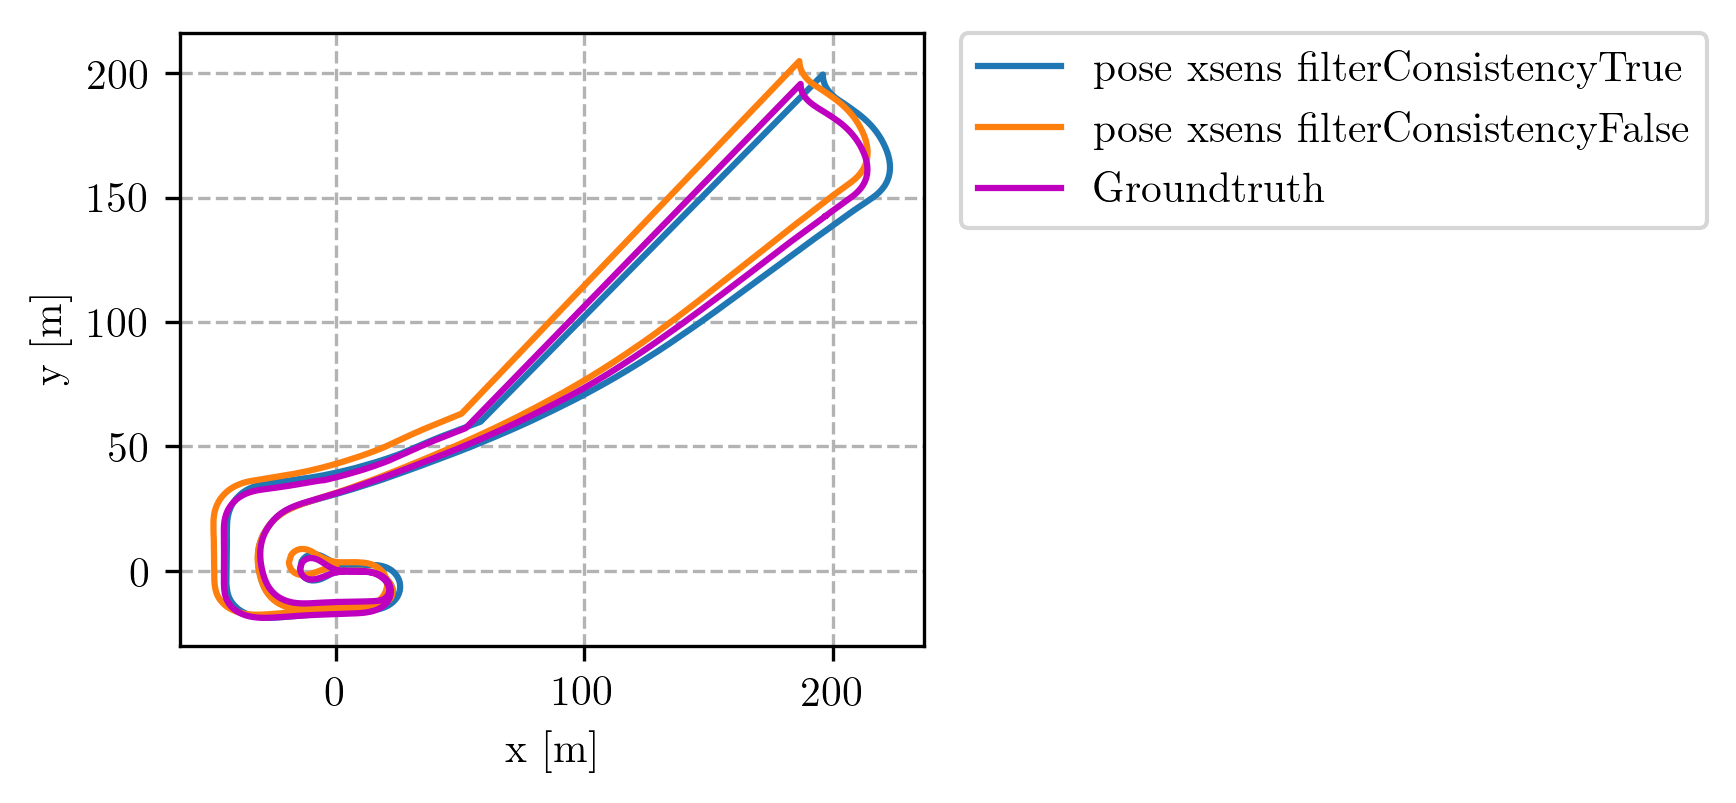 200
150
100
50
0
y [m]
0
100
200
x [m]
pose xsens filterConsistencyTrue
pose xsens filterConsistencyFalse
Groundtruth